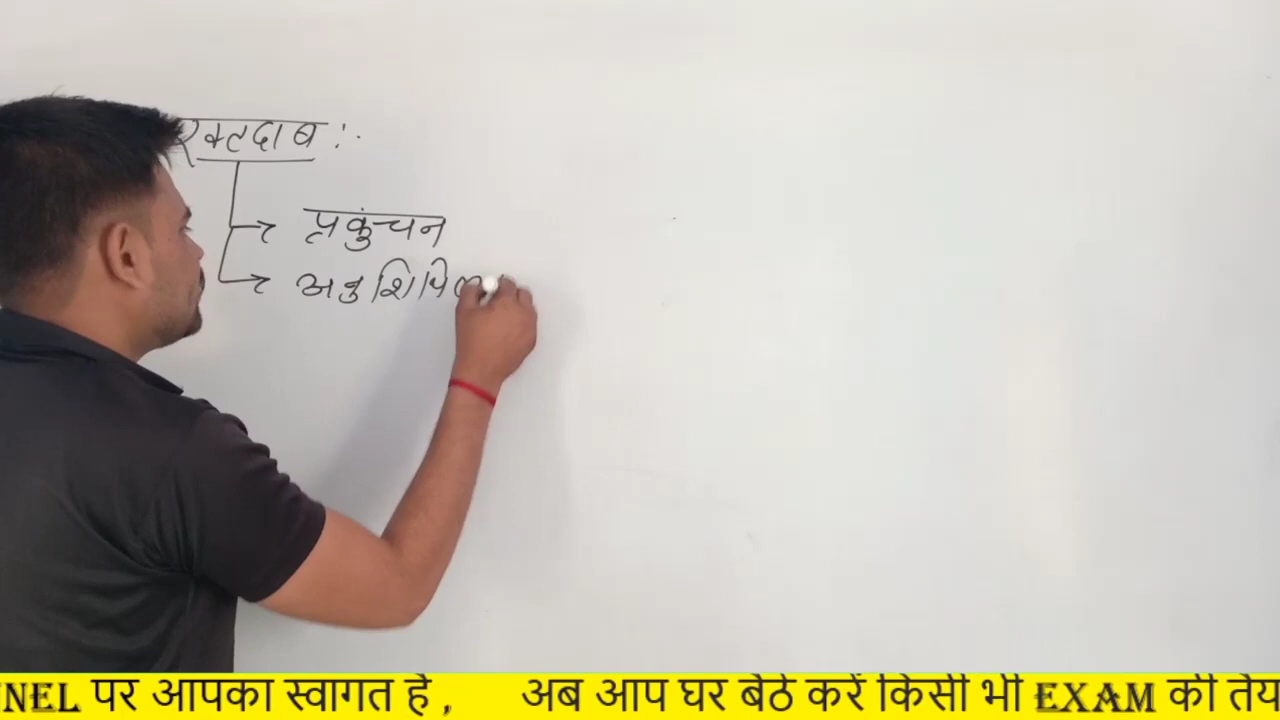 रक्तदाब :-
→ प्रकुंचन
→ अनुशिथिल
NEL पर आपका स्वागत है , अब आप घर बैठे करें किसी भी EXAM की तैय